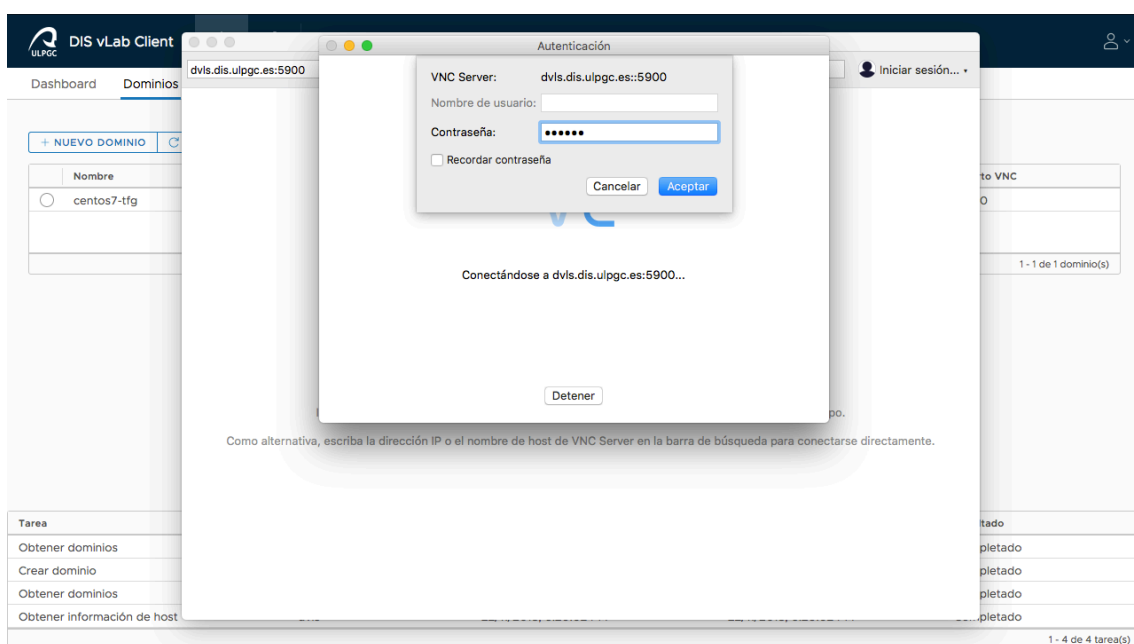 ULPGC
DIS vLab Client
Autenticación
dvls.dis.ulpgc.es:5900
Iniciar sesión...
Dashboard
Dominios
VNC Server: dvls.dis.ulpgc.es::5900
Nombre de usuario:
Contraseña: ••••••
Recordar contraseña
Cancelar
Aceptar
+ NUEVO DOMINIO
Nombre
to VNC
centos7-tfg
1 - 1 de 1 dominio(s)
Conectándose a dvls.dis.ulpgc.es:5900...
Detener
po.
Como alternativa, escriba la dirección IP o el nombre de host de VNC Server en la barra de búsqueda para conectarse directamente.
Tarea
ltado
Obtener dominios
pletado
Crear dominio
pletado
Obtener dominios
pletado
Obtener información de host
pletado
1 - 4 de 4 tarea(s)